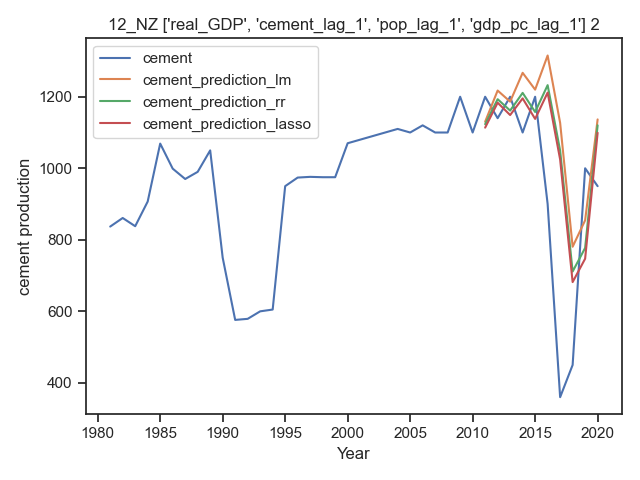 12_NZ ['real_GDP', 'cement_lag_1', 'pop_lag_1', 'gdp_pc_lag_1'] 2
cement
cement_prediction_lm
cement_prediction_rr
cement_prediction_lasso
cement production
1200
1000
800
600
400
1980 1985 1990 1995 2000 2005 2010 2015 2020
Year